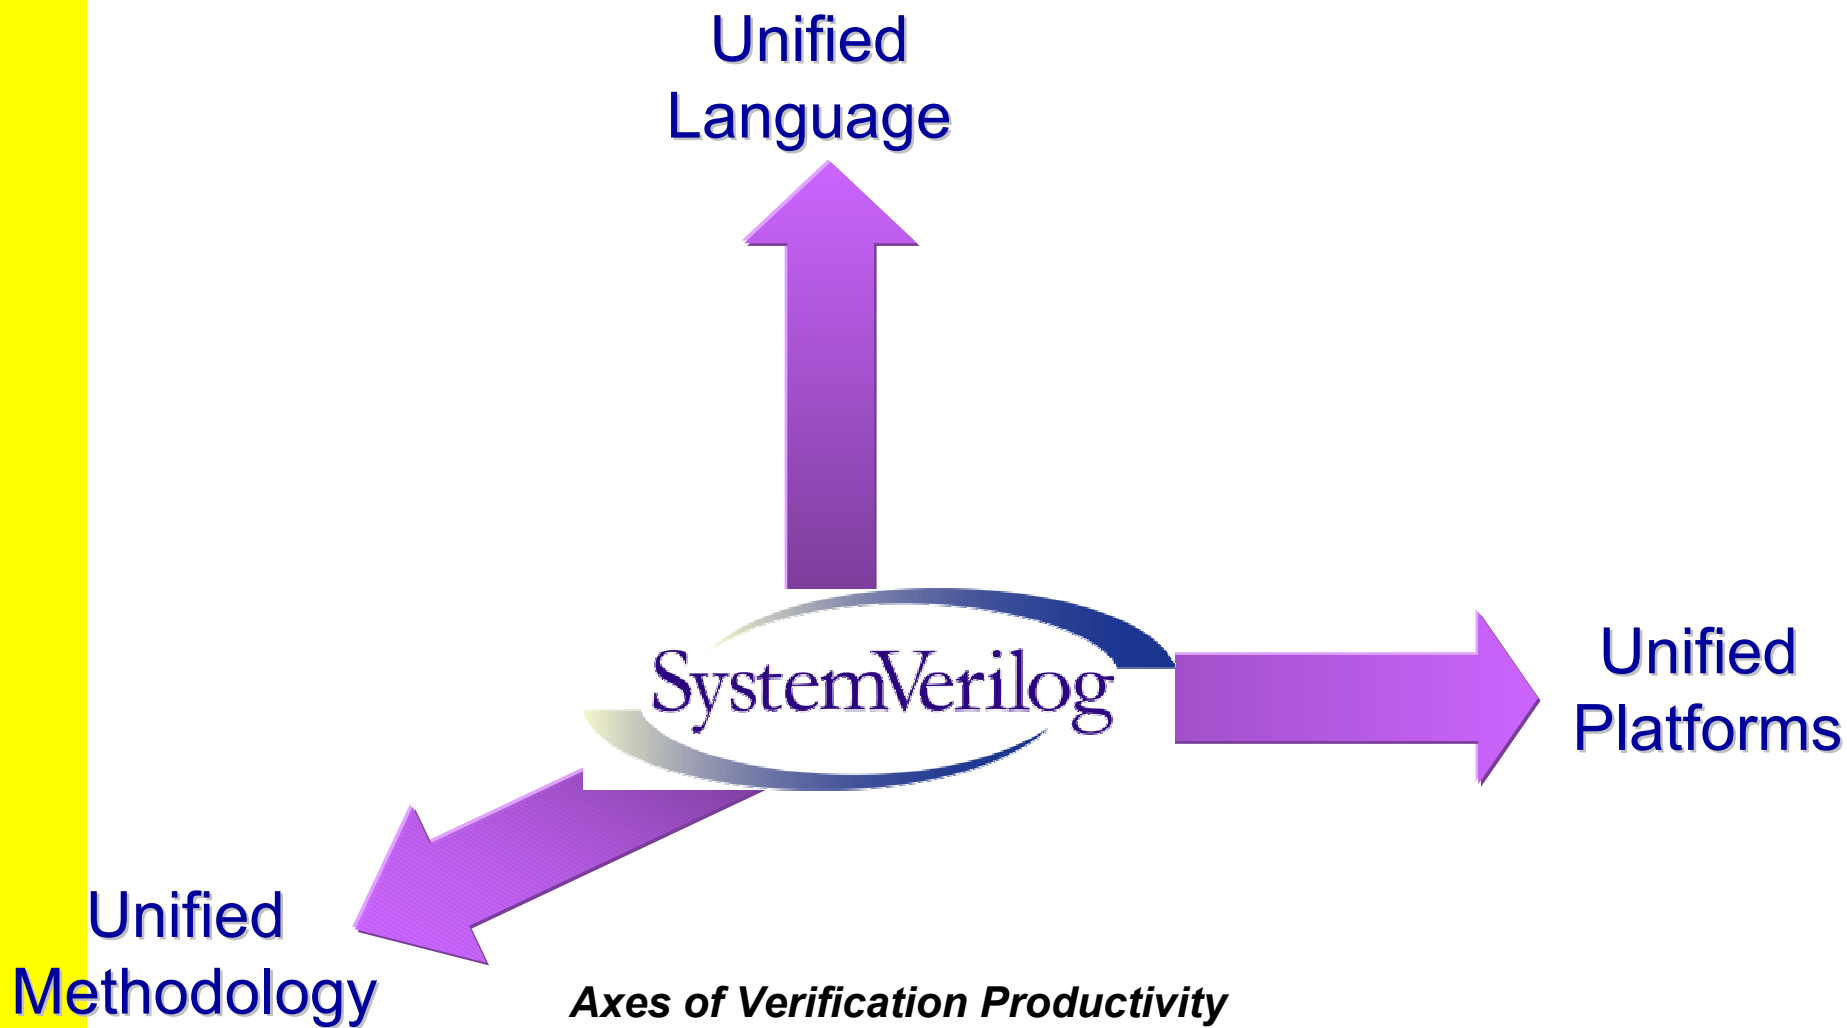 Unified
Language
SystemVerilog
Unified
Platforms
Unified
Methodology
Axes of Verification Productivity